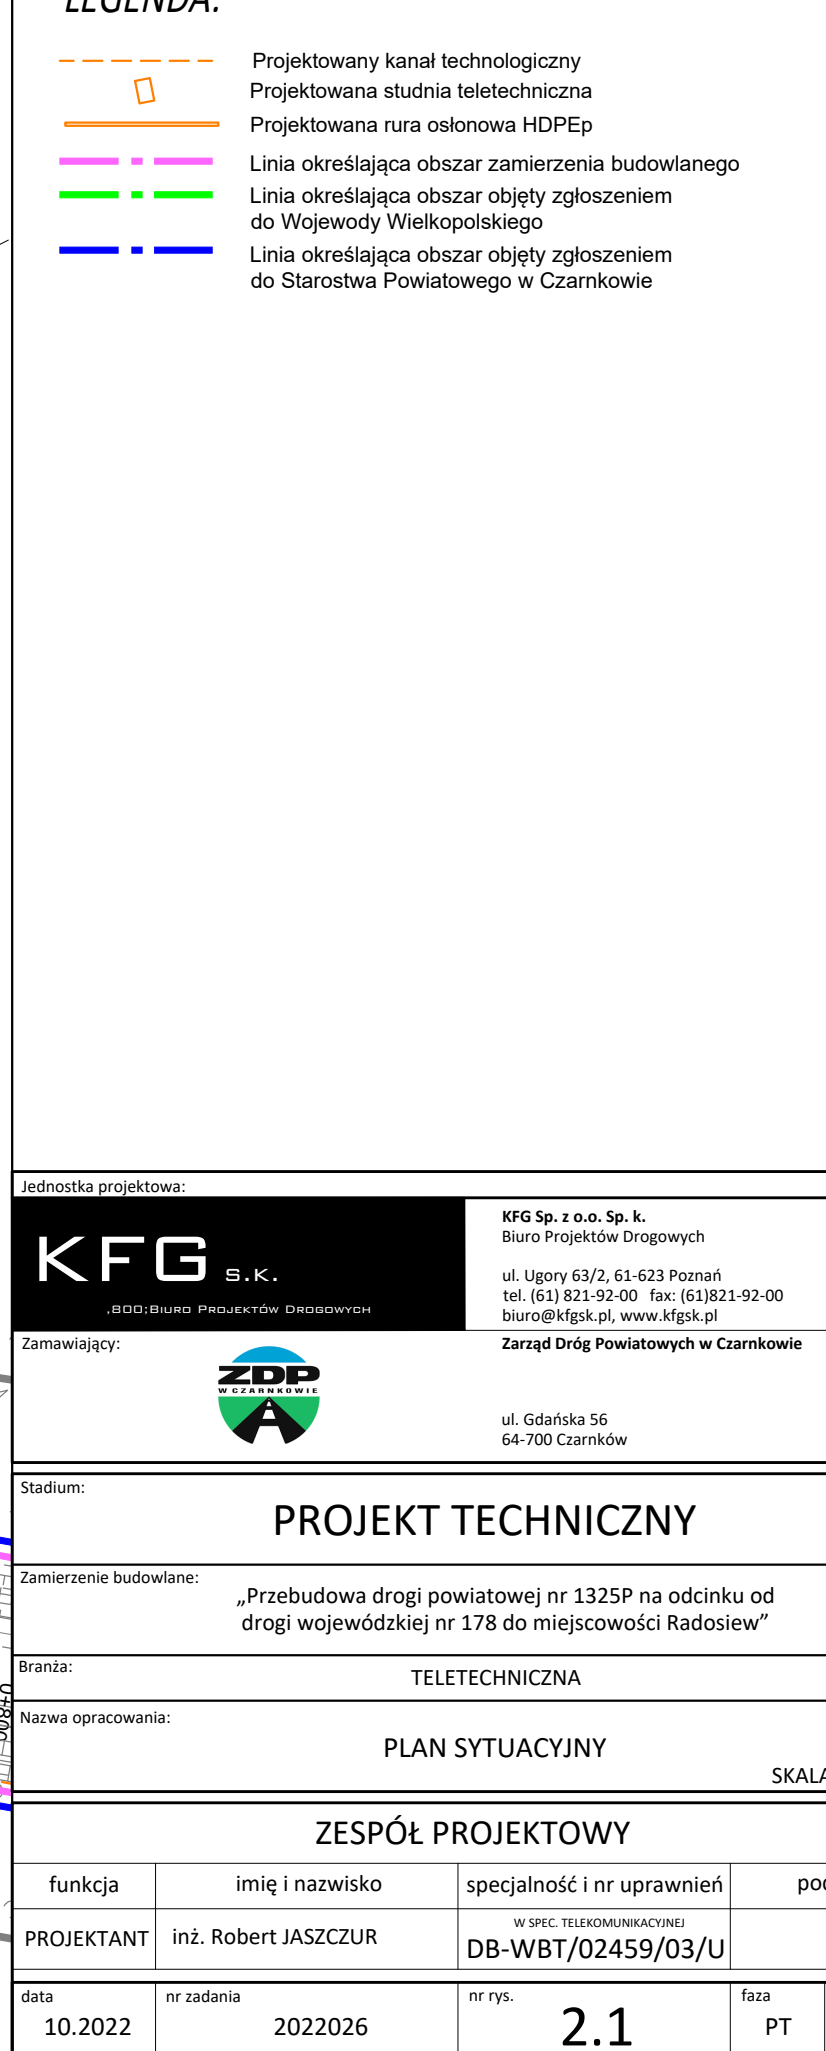 LEGENDA:
Projektowany kanał technologiczny
Projektowana studnia teletechniczna
Projektowana rura osłonowa HDPEp
Linia określająca obszar zamierzenia budowlanego
Linia określająca obszar objęty zgłoszeniem
do Wojewody Wielkopolskiego
Linia określająca obszar objęty zgłoszeniem
do Starostwa Powiatowego w Czarnkowie
Jednostka projektowa:
KFG S.K.
,800;Biuro Projektów Drogowych
KFG Sp. z o.o. Sp. k.
Biuro Projektów Drogowych
ul. Ugory 63/2, 61-623 Poznań
tel. (61) 821-92-00 fax: (61)821-92-00
biuro@kfgsk.pl, www.kfgsk.pl
Zamawiający:
ZDP
W CZARNKOWIE
Zarząd Dróg Powiatowych w Czarnkowie
ul. Gdańska 56
64-700 Czarnków
Stadium:
PROJEKT TECHNICZNY
Zamierzenie budowlane:
„Przebudowa drogi powiatowej nr 1325P na odcinku od
drogi wojewódzkiej nr 178 do miejscowości Radosiew”
Branża:
TELETECHNICZNA
0+800
Nazwa opracowania:
PLAN SYTUACYJNY
SKALA
ZESPÓŁ PROJEKTOWY
funkcja imię i nazwisko specjalność i nr uprawnień
PROJEKTANT inż. Robert JASZCZUR
W SPEC. TELEKOMUNIKACYJNEJ
DB-WBT/02459/03/U
data nr zadania nr rys. faza
10.2022 2022026 2.1 PT